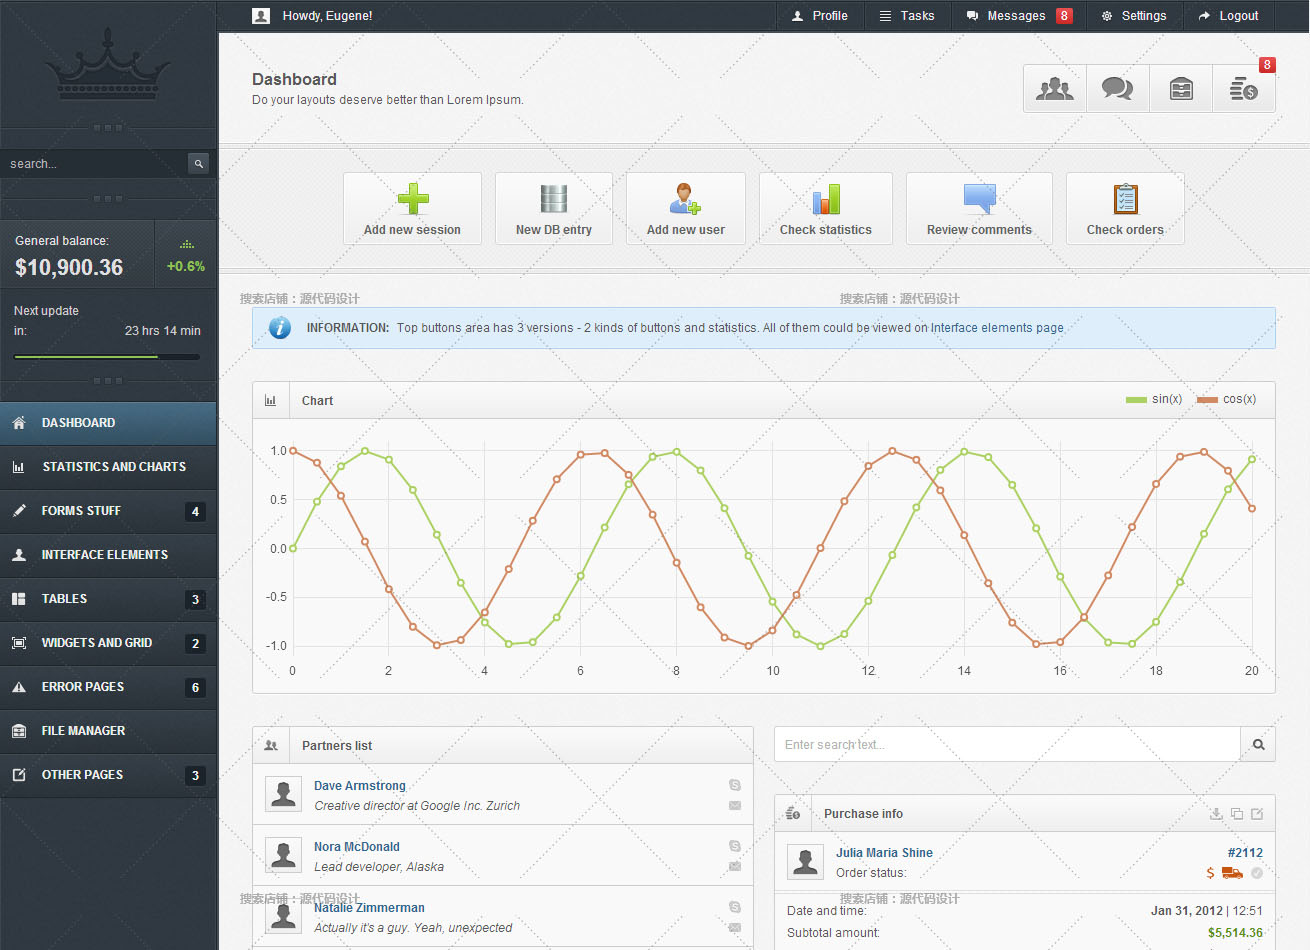 Howdy, Eugene!
Profile
Tasks
Messages 8
Settings
Logout
search...
General balance:
$10,900.36
+0.6%
Next update
in: 23 hrs 14 min
DASHBOARD
STATISTICS AND CHARTS
FORMS STUFF 4
INTERFACE ELEMENTS
TABLES 3
WIDGETS AND GRID 2
ERROR PAGES 6
FILE MANAGER
OTHER PAGES 3
Dashboard
Do your layouts deserve better than Lorem Ipsum.
8
Add new session
New DB entry
Add new user
Check statistics
Review comments
Check orders
搜索店铺：源代码设计
搜索店铺：源代码设计
INFORMATION: Top buttons area has 3 versions - 2 kinds of buttons and statistics. All of them could be viewed on Interface elements page
Chart
sin(x) cos(x)
1.0
0.5
0.0
-0.5
-1.0
0 2 4 6 8 10 12 14 16 18 20
Partners list
Dave Armstrong
Creative director at Google Inc. Zurich
Nora McDonald
Lead developer, Alaska
搜索店铺：源代码设计
Natalie Zimmerman
Actually it's a guy. Yeah, unexpected
Enter search text...
Purchase info
Julia Maria Shine #2112
Order status: $
搜索店铺：源代码设计
Date and time: Jan 31, 2012 | 12:51
Subtotal amount: $5,514.36